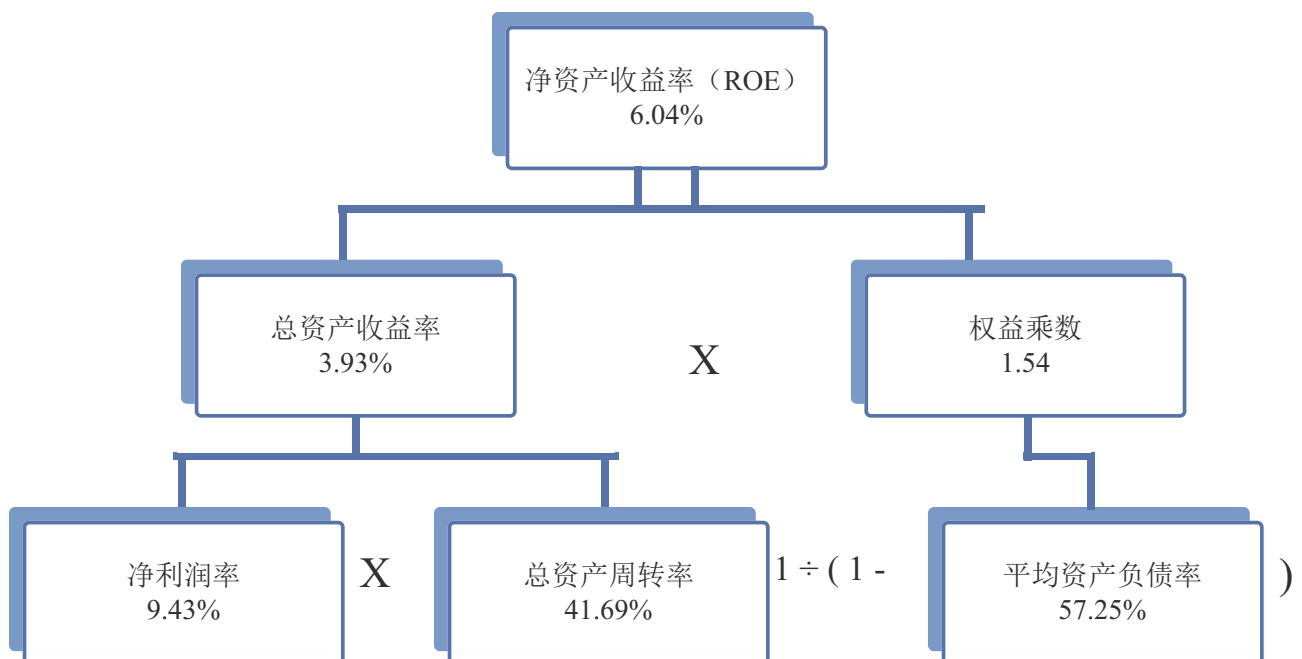 净资产收益率（ROE）
6.04%
总资产收益率
3.93%
X
权益乘数
1.54
净利润率
9.43%
X
总资产周转率
41.69%
1 ÷ ( 1 -
平均资产负债率
57.25%
)